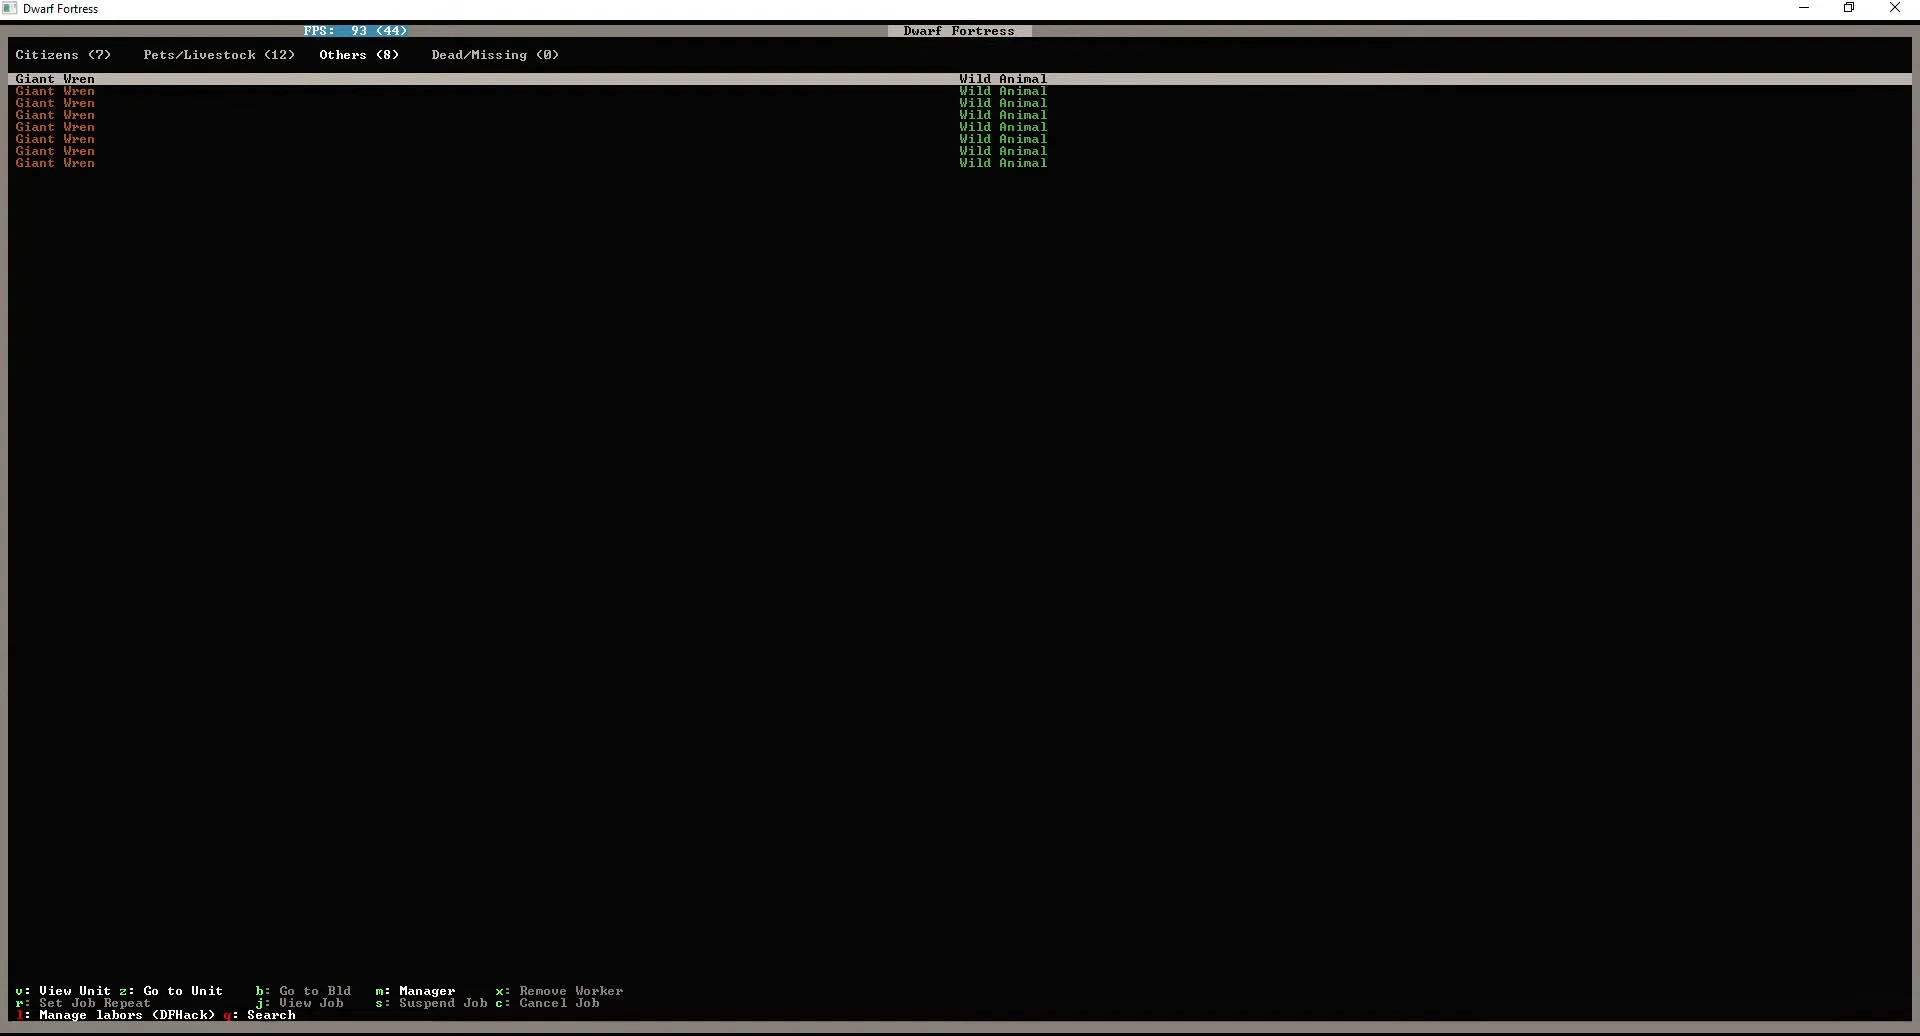 Dwarf Fortress
FPS: 93 (44) Dwarf Fortress
Citizens (7) Pets/Livestock (12) Others (8) Dead/Missing (0)
Giant Wren Wild Animal
Giant Wren Wild Animal
Giant Wren Wild Animal
Giant Wren Wild Animal
Giant Wren Wild Animal
Giant Wren Wild Animal
Giant Wren Wild Animal
Giant Wren Wild Animal
v: View Unit z: Go to Unit b: Go to Bld m: Manager x: Remove Worker
r: Set Job Repeat j: View Job s: Suspend Job c: Cancel Job
l: Manage labors (DFHack) q: Search